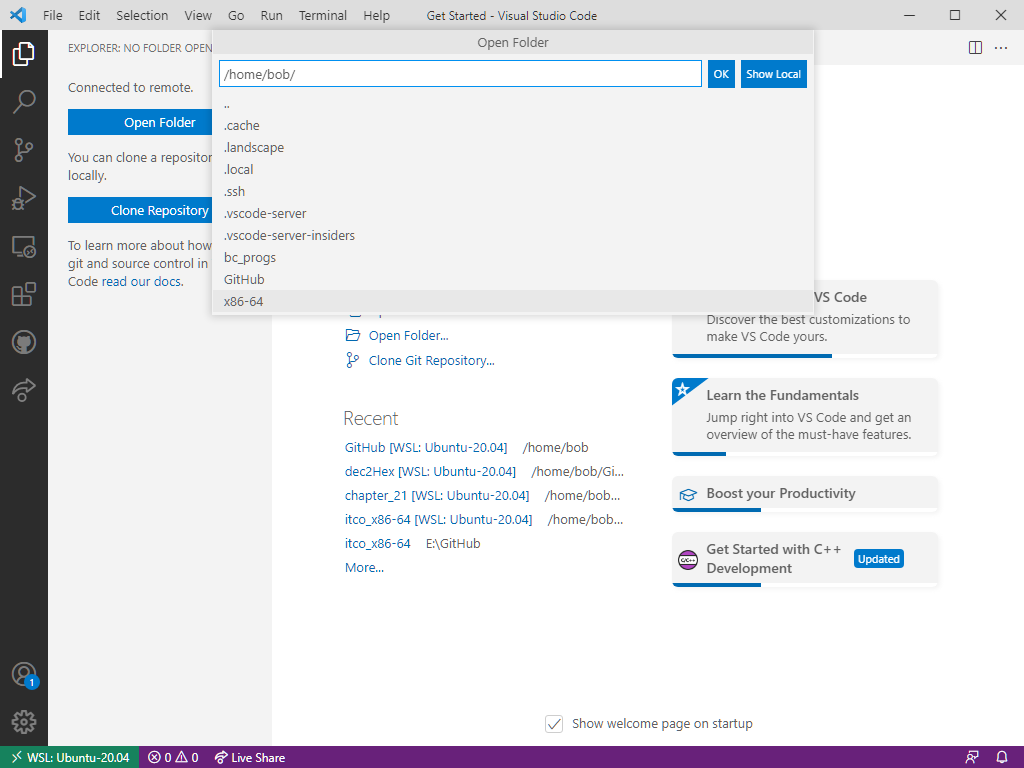 File Edit Selection View Go Run Terminal Help Get Started - Visual Studio Code
EXPLORER: NO FOLDER OPEN
Connected to remote.
Open Folder
You can clone a repositor
locally.
Clone Repository
To learn more about how
git and source control in
Code read our docs.
Open Folder
/home/bob/
OK
Show Local
..
.cache
.landscape
.local
.ssh
.vscode-server
.vscode-server-insiders
bc_progs
GitHub
x86-64
Open Folder...
Clone Git Repository...
Recent
GitHub [WSL: Ubuntu-20.04] /home/bob
dec2Hex [WSL: Ubuntu-20.04] /home/bob/Gi...
chapter_21 [WSL: Ubuntu-20.04] /home/bob...
itco_x86-64 [WSL: Ubuntu-20.04] /home/bob...
itco_x86-64 E:\GitHub
More...
VS Code
Discover the best customizations to
make VS Code yours.
Learn the Fundamentals
Jump right into VS Code and get an
overview of the must-have features.
Boost your Productivity
C/C++
Get Started with C++
Development
Updated
Show welcome page on startup
1
WSL: Ubuntu-20.04 0 0 Live Share